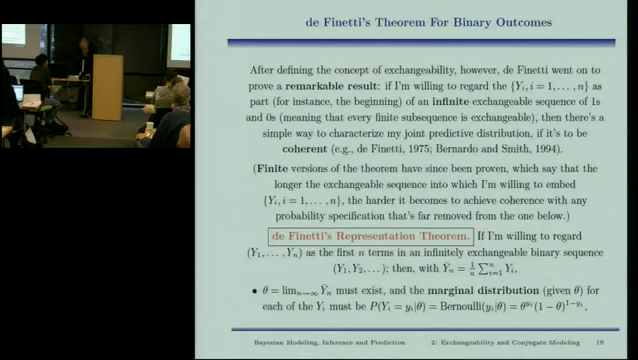 de Finetti's Theorem For Binary Outcomes
After defining the concept of exchangeability, however, de Finetti went on to
prove a remarkable result: if I'm willing to regard the {Y_i, i = 1, . . . , n} as
part (for instance, the beginning) of an infinite exchangeable sequence of 1s
and 0s (meaning that every finite subsequence is exchangeable), then there's a
simple way to characterize my joint predictive distribution, if it's to be
coherent (e.g., de Finetti, 1975; Bernardo and Smith, 1994).
(Finite versions of the theorem have since been proven, which say that the
longer the exchangeable sequence into which I'm willing to embed
{Y_i, i = 1, . . . , n}, the harder it becomes to achieve coherence with any
probability specification that's far removed from the one below.)
de Finetti's Representation Theorem. If I'm willing to regard
(Y_1, . . . , Y_n) as the first n terms in an infinitely exchangeable binary sequence
(Y_1, Y_2, . . . ); then, with Ȳ_n = 1/n ∑_{i=1}^n Y_i,
• θ = lim_{n→∞} Ȳ_n must exist, and the marginal distribution (given θ) for
each of the Y_i must be P(Y_i = y_i|θ) = Bernoulli(y_i|θ) = θ^{y_i}(1 − θ)^{1−y_i},
Bayesian Modeling, Inference and Prediction 2: Exchangeability and Conjugate Modeling 19